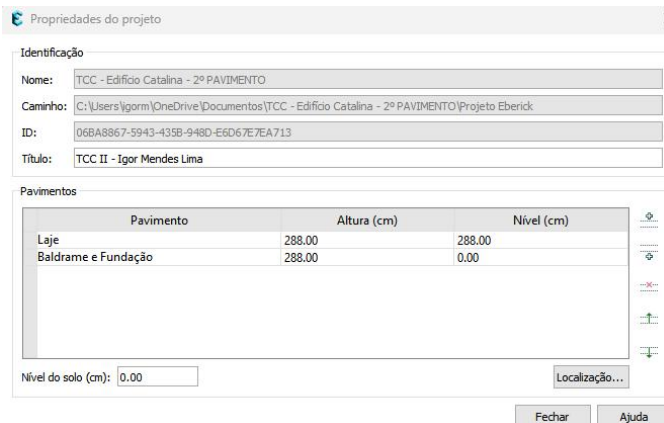 Propriedades do projeto
Identificação
Nome: TCC - Edifício Catalina - 2º PAVIMENTO
Caminho: C:\Users\igorm\OneDrive\Documentos\TCC - Edifício Catalina - 2º PAVIMENTO\Projeto Eberick
ID: 06BA8867-5943-435B-948D-E6D67E7EA713
Título: TCC II - Igor Mendes Lima
Pavimentos
Pavimento Altura (cm) Nível (cm)
Laje 288.00 288.00
Baldrame e Fundação 288.00 0.00
Nível do solo (cm): 0.00 Localização...
Fechar Ajuda